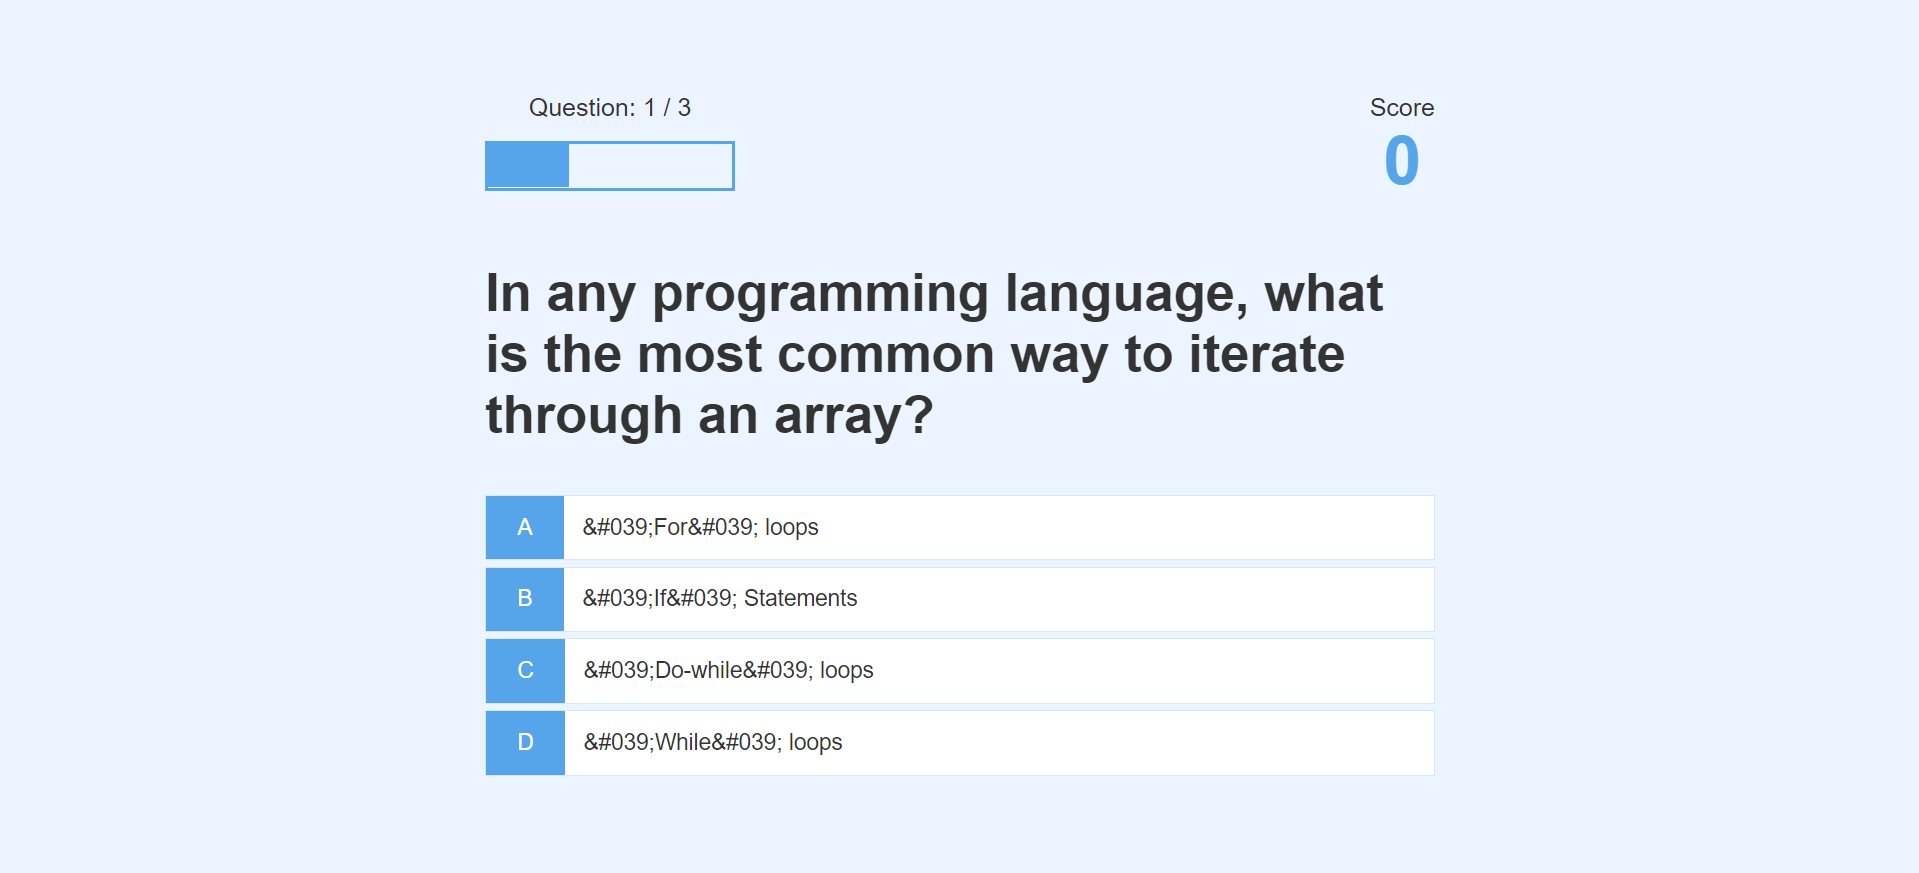 Question: 1 / 3
Score
0
In any programming language, what
is the most common way to iterate
through an array?
A &#039;For&#039; loops
B &#039;If&#039; Statements
C &#039;Do-while&#039; loops
D &#039;While&#039; loops